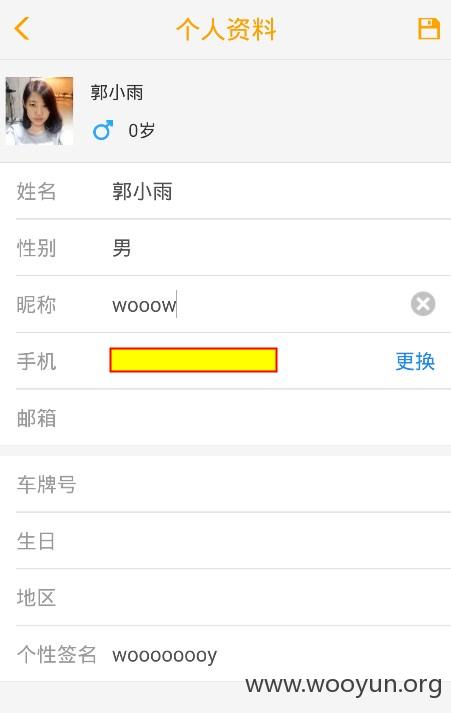 个人资料
郭小雨
0岁
姓名 郭小雨
性别 男
昵称 wooow
手机 更换
邮箱
车牌号
生日
地区
个性签名 woooooooy
www.wooyun.org